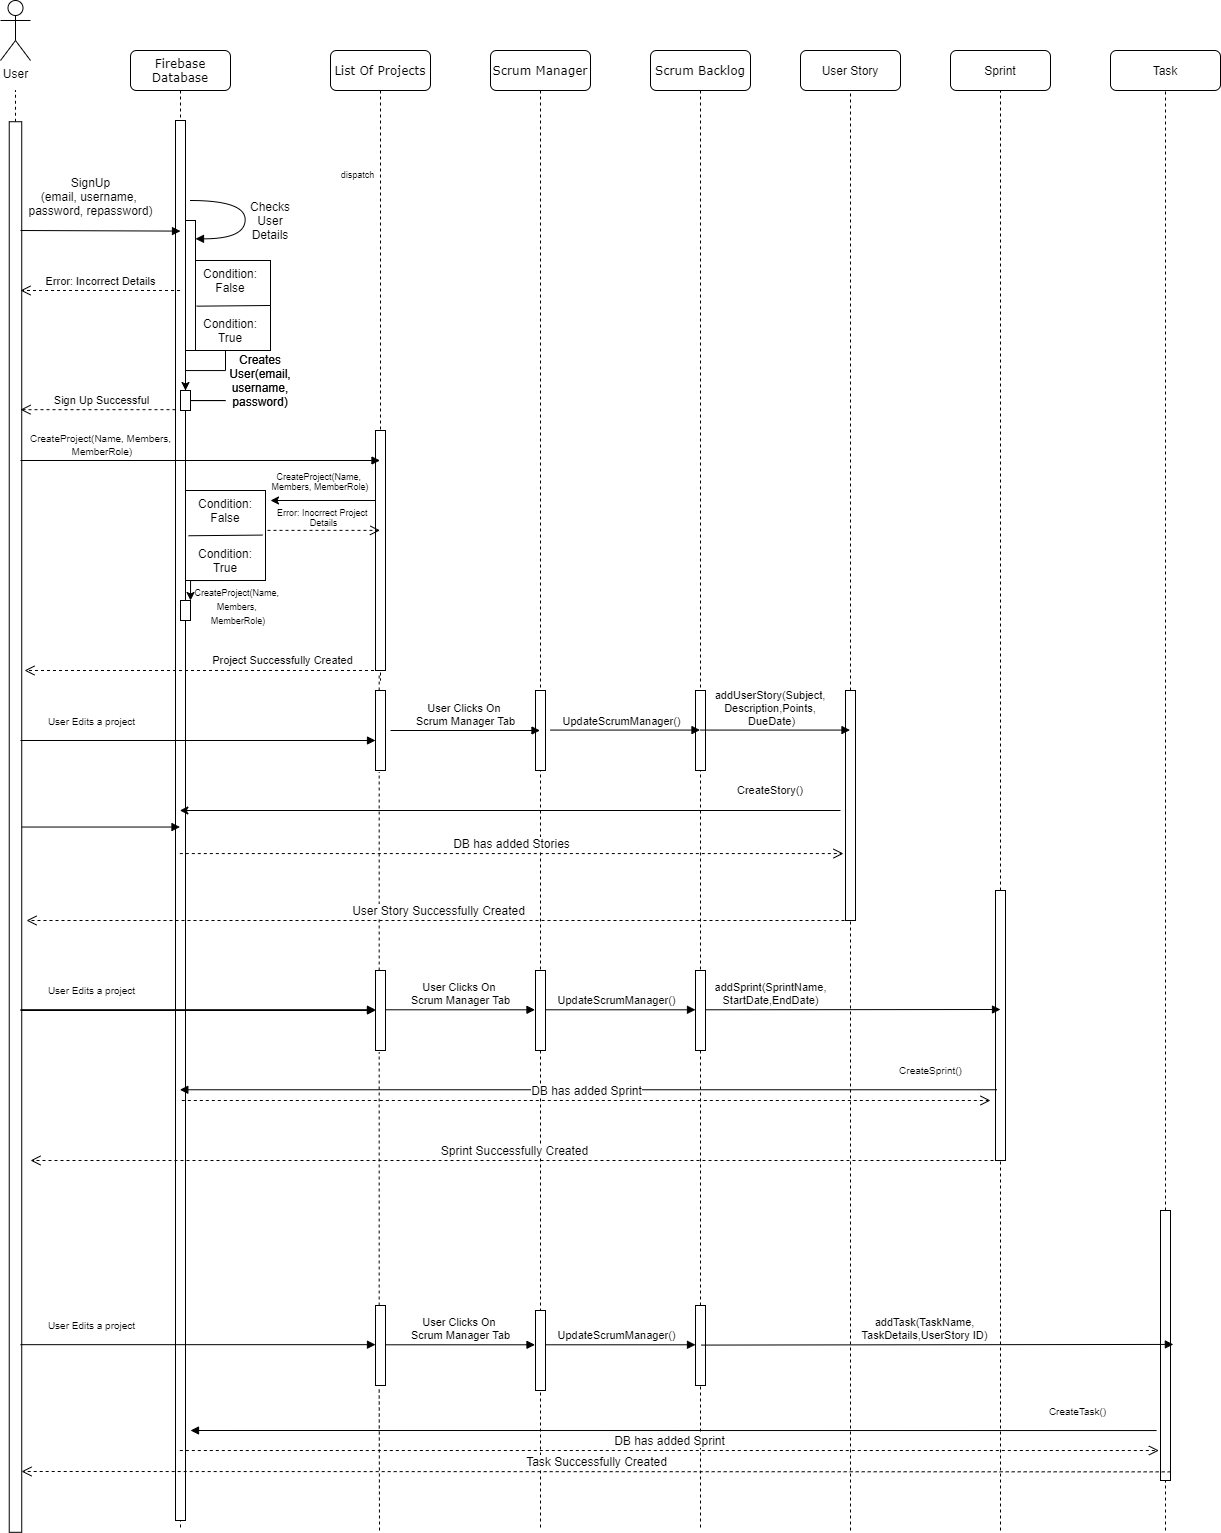 User
Firebase
Database
List Of Projects
Scrum Manager
Scrum Backlog
User Story
Sprint
Task
dispatch
SignUp
(email, username,
password, repassword)
Checks
User
Details
Error: Incorrect Details
Condition:
False
Condition:
True
Creates
User(email,
username,
password)
Sign Up Successful
CreateProject(Name, Members,
MemberRole)
CreateProject(Name,
Members, MemberRole)
Error: Inocrrect Project
Details
Condition:
False
Condition:
True
CreateProject(Name,
Members,
MemberRole)
Project Successfully Created
User Edits a project
User Clicks On
Scrum Manager Tab
UpdateScrumManager()
addUserStory(Subject,
Description,Points,
DueDate)
CreateStory()
DB has added Stories
User Story Successfully Created
User Edits a project
User Clicks On
Scrum Manager Tab
UpdateScrumManager()
addSprint(SprintName,
StartDate,EndDate)
CreateSprint()
DB has added Sprint
Sprint Successfully Created
User Edits a project
User Clicks On
Scrum Manager Tab
UpdateScrumManager()
addTask(TaskName,
TaskDetails,UserStory ID)
CreateTask()
DB has added Sprint
Task Successfully Created